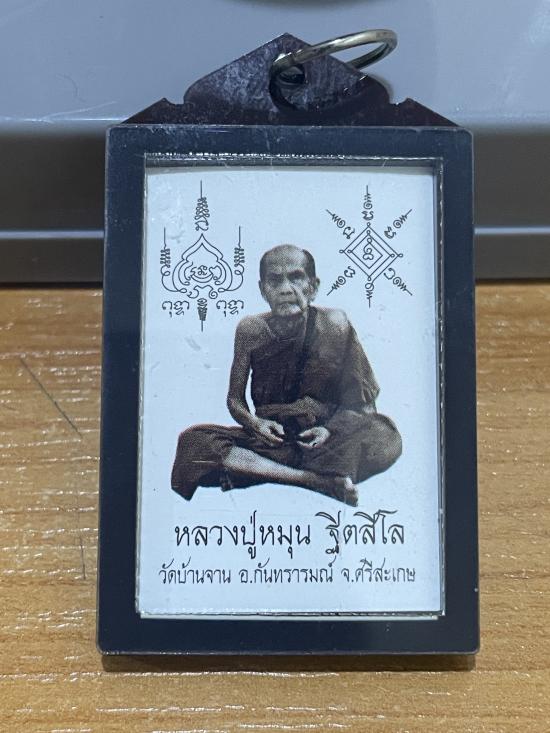 หลวงปู่หมุน ฐิตสีโล
วัดบ้านจาน อ.กันทรารมณ์ จ.ศรีสะเกษ